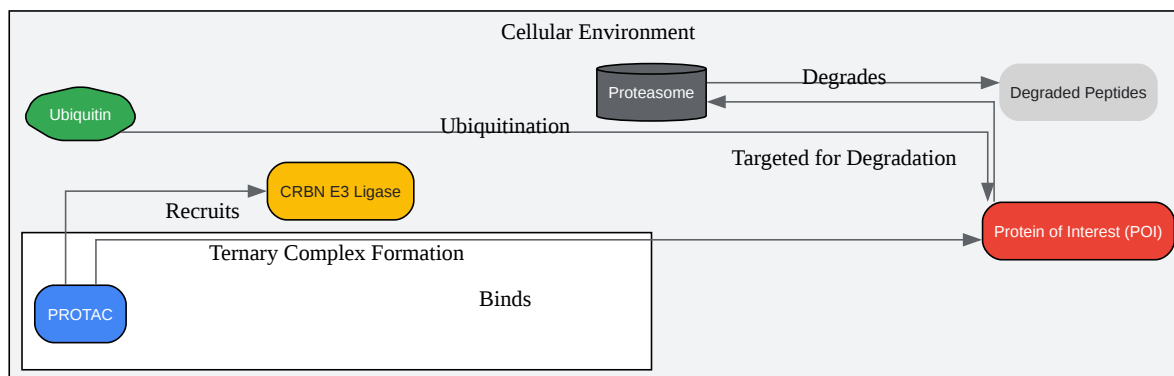 Cellular Environment
Proteasome
Degrades
Degraded Peptides
Ubiquitin
Ubiquitination
Targeted for Degradation
CRBN E3 Ligase
Recruits
Protein of Interest (POI)
Ternary Complex Formation
Binds
PROTAC